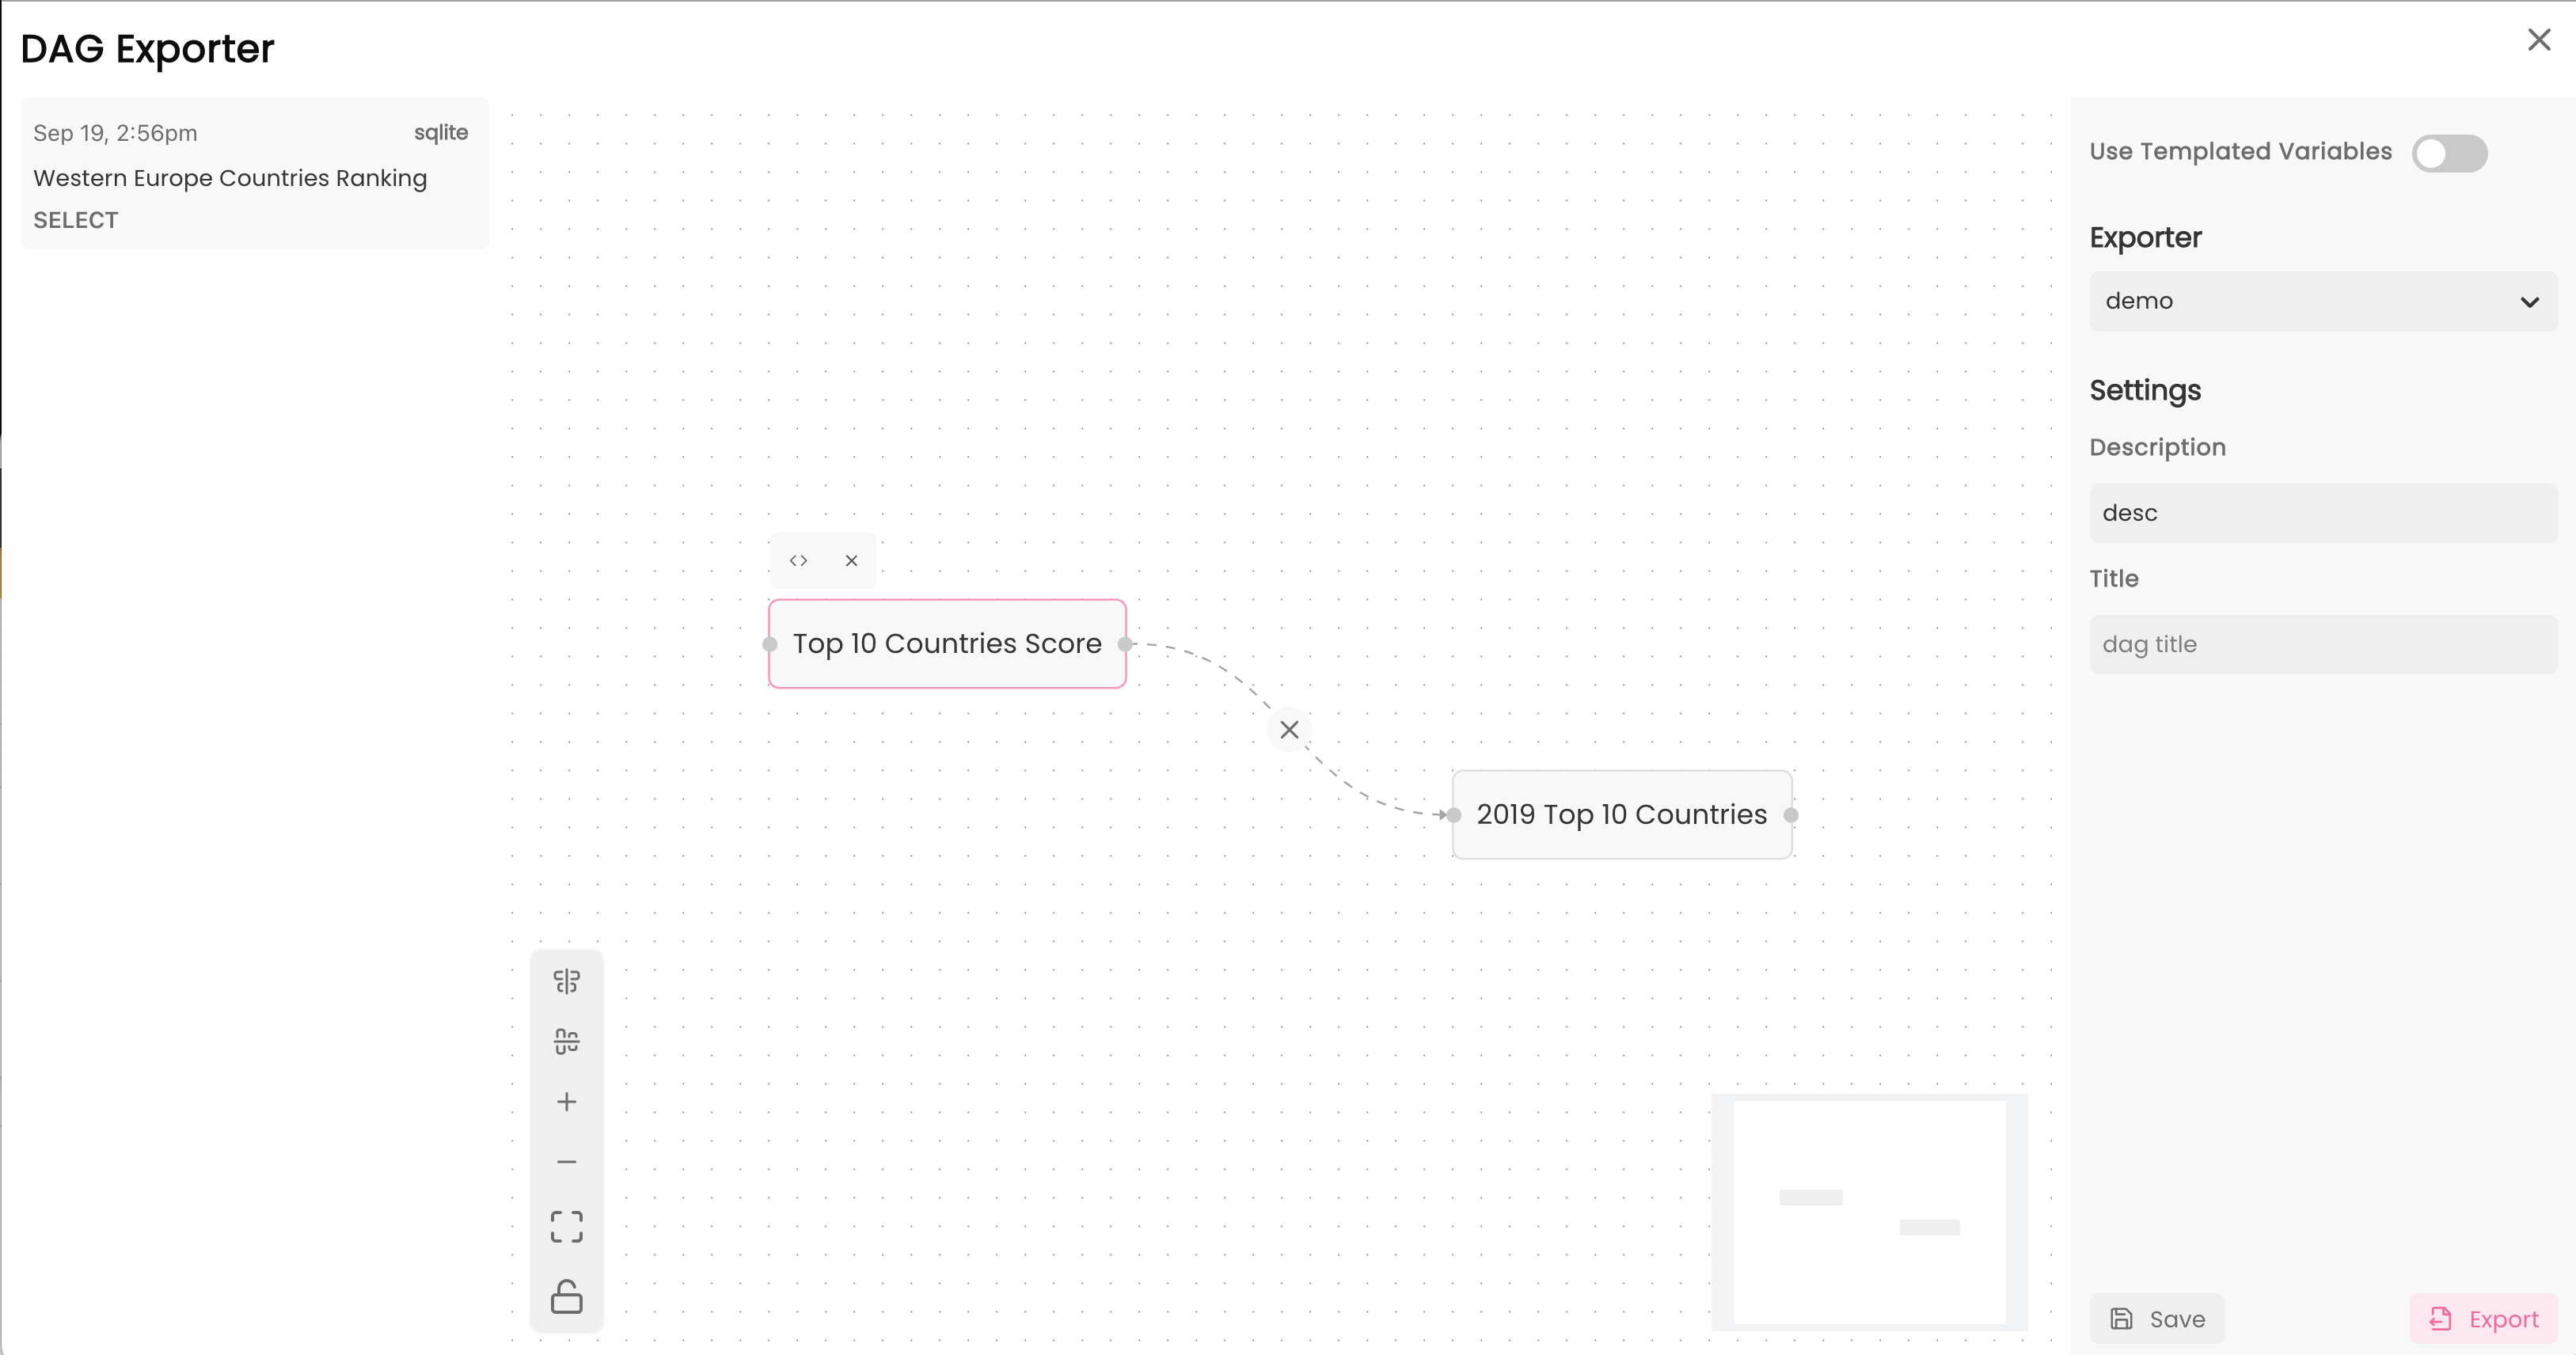 DAG Exporter
Sep 19, 2:56pm sqlite
Western Europe Countries Ranking
SELECT
Top 10 Countries Score
2019 Top 10 Countries
Use Templated Variables
Exporter
demo
Settings
Description
desc
Title
dag title
Save
Export